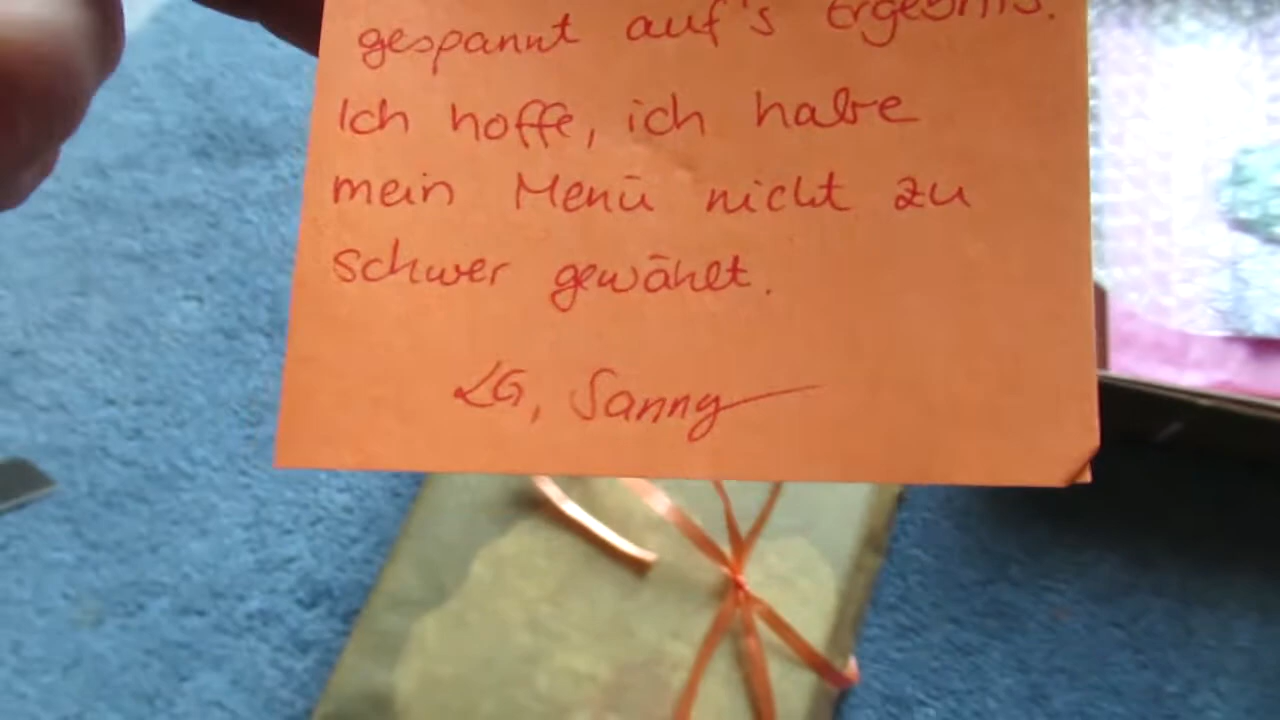 gespannt auf's Ergebnis.
Ich hoffe, ich habe
mein Menü nicht zu
schwer gewählt.
LG, Sanny